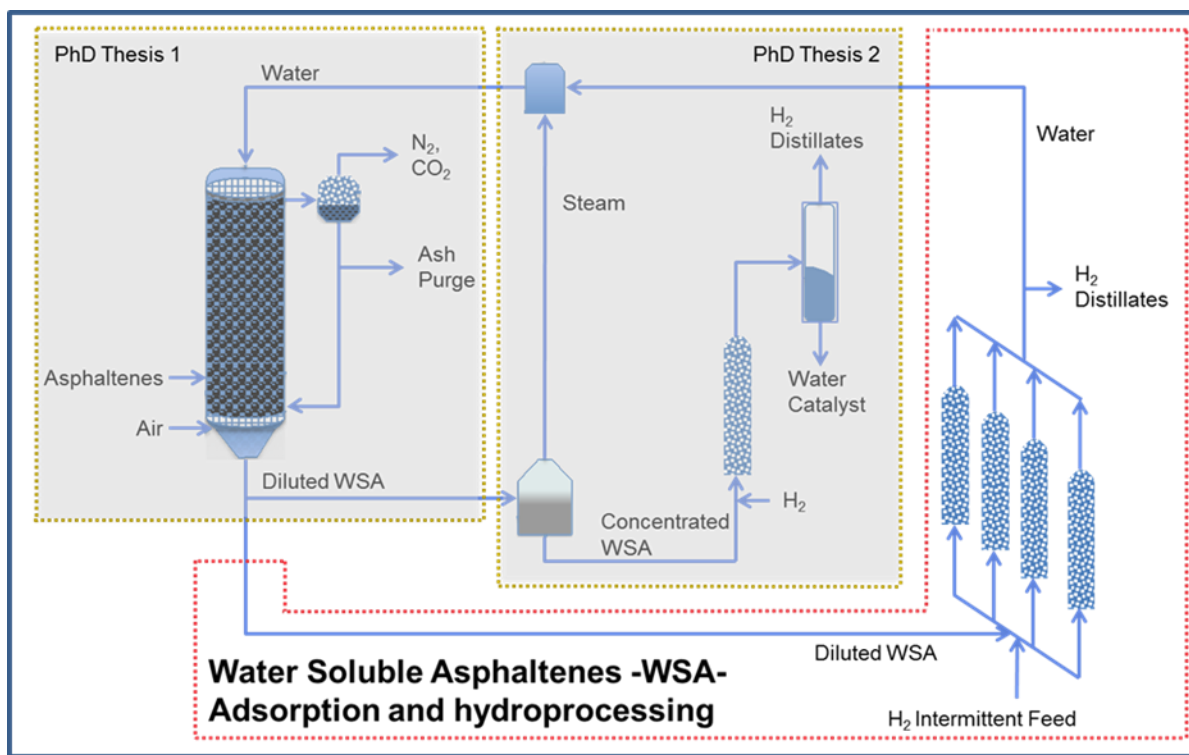 PhD Thesis 1
Water
N2,
CO2
Ash
Purge
Asphaltenes
Air
Diluted WSA
PhD Thesis 2
H2
Distillates
Steam
Water
Catalyst
H2
Concentrated
WSA
Water
H2
Distillates
Diluted WSA
H2 Intermittent Feed
Water Soluble Asphaltenes -WSA-
Adsorption and hydroprocessing